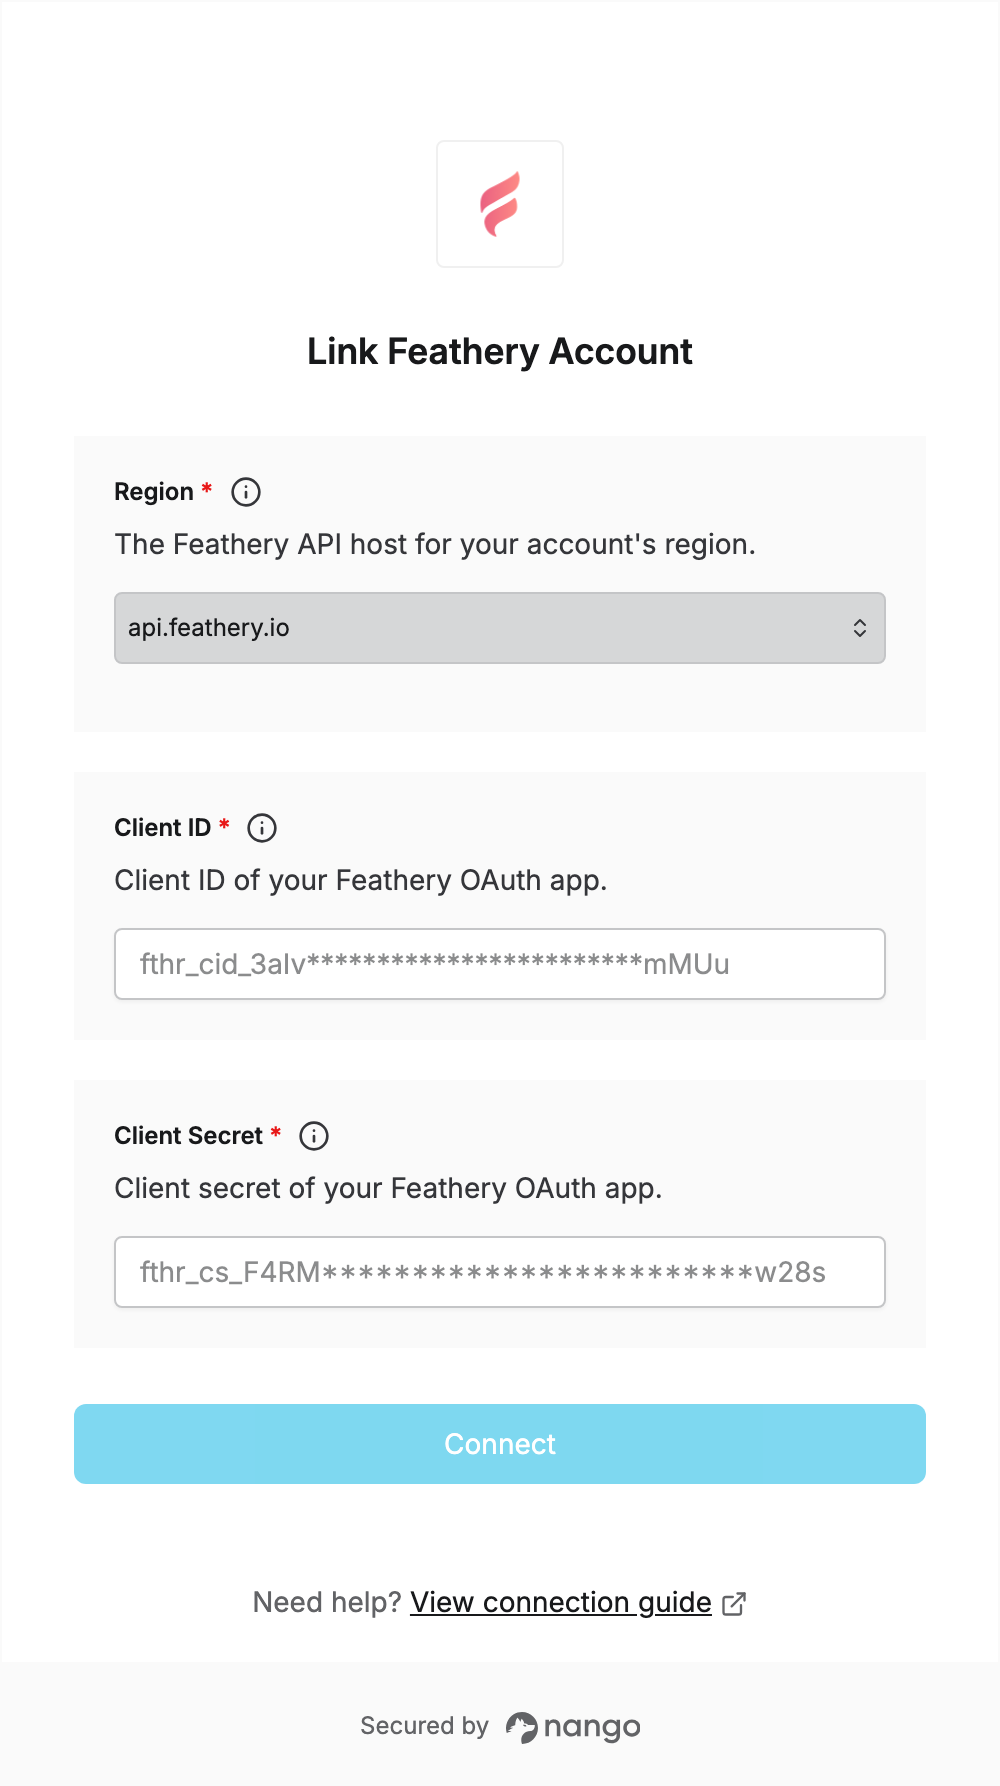 Link Feathery Account
Region *
The Feathery API host for your account's region.
api.feathery.io
Client ID *
Client ID of your Feathery OAuth app.
fthr_cid_3aIv************************mMUu
Client Secret *
Client secret of your Feathery OAuth app.
fthr_cs_F4RM************************w28s
Connect
Need help? View connection guide
Secured by nango